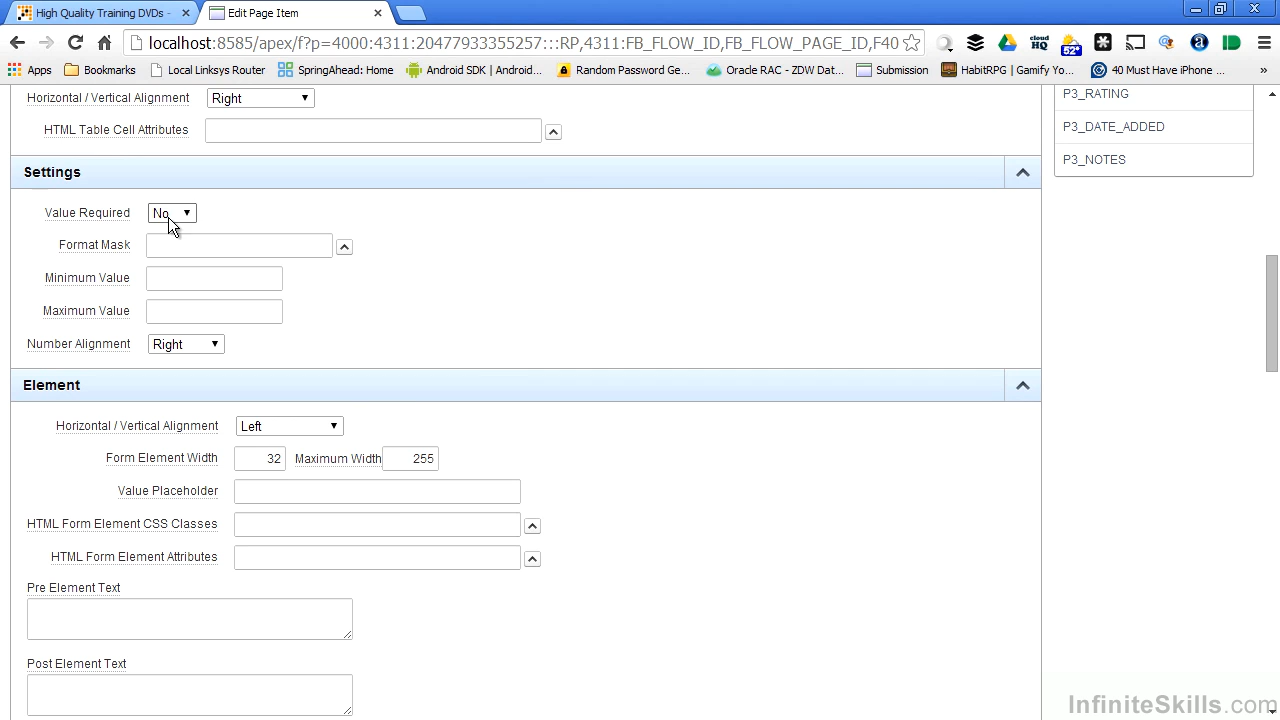 High Quality Training DVDs -
Edit Page Item
localhost:8585/apex/f?p=4000:4311:20477833355257:::RP,4311:FB_FLOW_ID,FB_FLOW_PAGE_ID,F40
52°
Apps Bookmarks Local Linksys Router SpringAhead: Home Android SDK | Android... Random Password Ge... Oracle RAC - ZDW Dat... Submission HabitRPG | Gamify Yo... 40 Must Have iPhone ... »
Horizontal / Vertical Alignment Right
HTML Table Cell Attributes
P3_RATING
P3_DATE_ADDED
P3_NOTES
Settings
Value Required No
Format Mask
Minimum Value
Maximum Value
Number Alignment Right
Element
Horizontal / Vertical Alignment Left
Form Element Width 32 Maximum Width 255
Value Placeholder
HTML Form Element CSS Classes
HTML Form Element Attributes
Pre Element Text
Post Element Text
InfiniteSkills.com